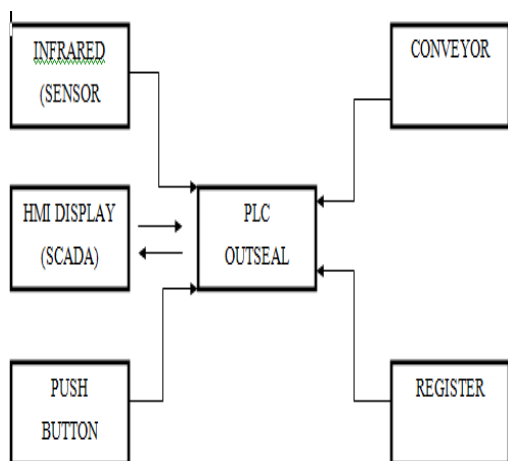 INFRARED
(SENSOR
CONVEYOR
HMI DISPLAY
(SCADA)
PLC
OUTSEAL
PUSH
BUTTON
REGISTER